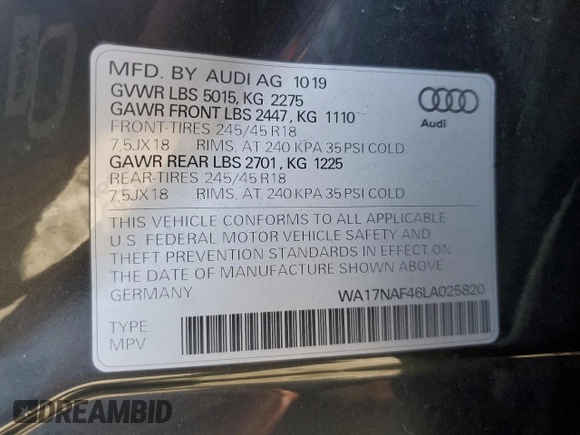 MFD. BY AUDI AG 1019
GVWR LBS 5015, KG 2275
GAWR FRONT LBS 2447, KG 1110
FRONT-TIRES 245/45 R18
7,5JX18 RIMS, AT 240 KPA 35 PSI COLD
GAWR REAR LBS 2701, KG 1225
REAR-TIRES 245/45 R18
7,5JX18 RIMS, AT 240 KPA 35 PSI COLD
Audi
THIS VEHICLE CONFORMS TO ALL APPLICABLE
U.S. FEDERAL MOTOR VEHICLE SAFETY AND
THEFT PREVENTION STANDARDS IN EFFECT ON
THE DATE OF MANUFACTURE SHOWN ABOVE
GERMANY
WA17NAF46LA025820
TYPE:
MPV
DREAMBID